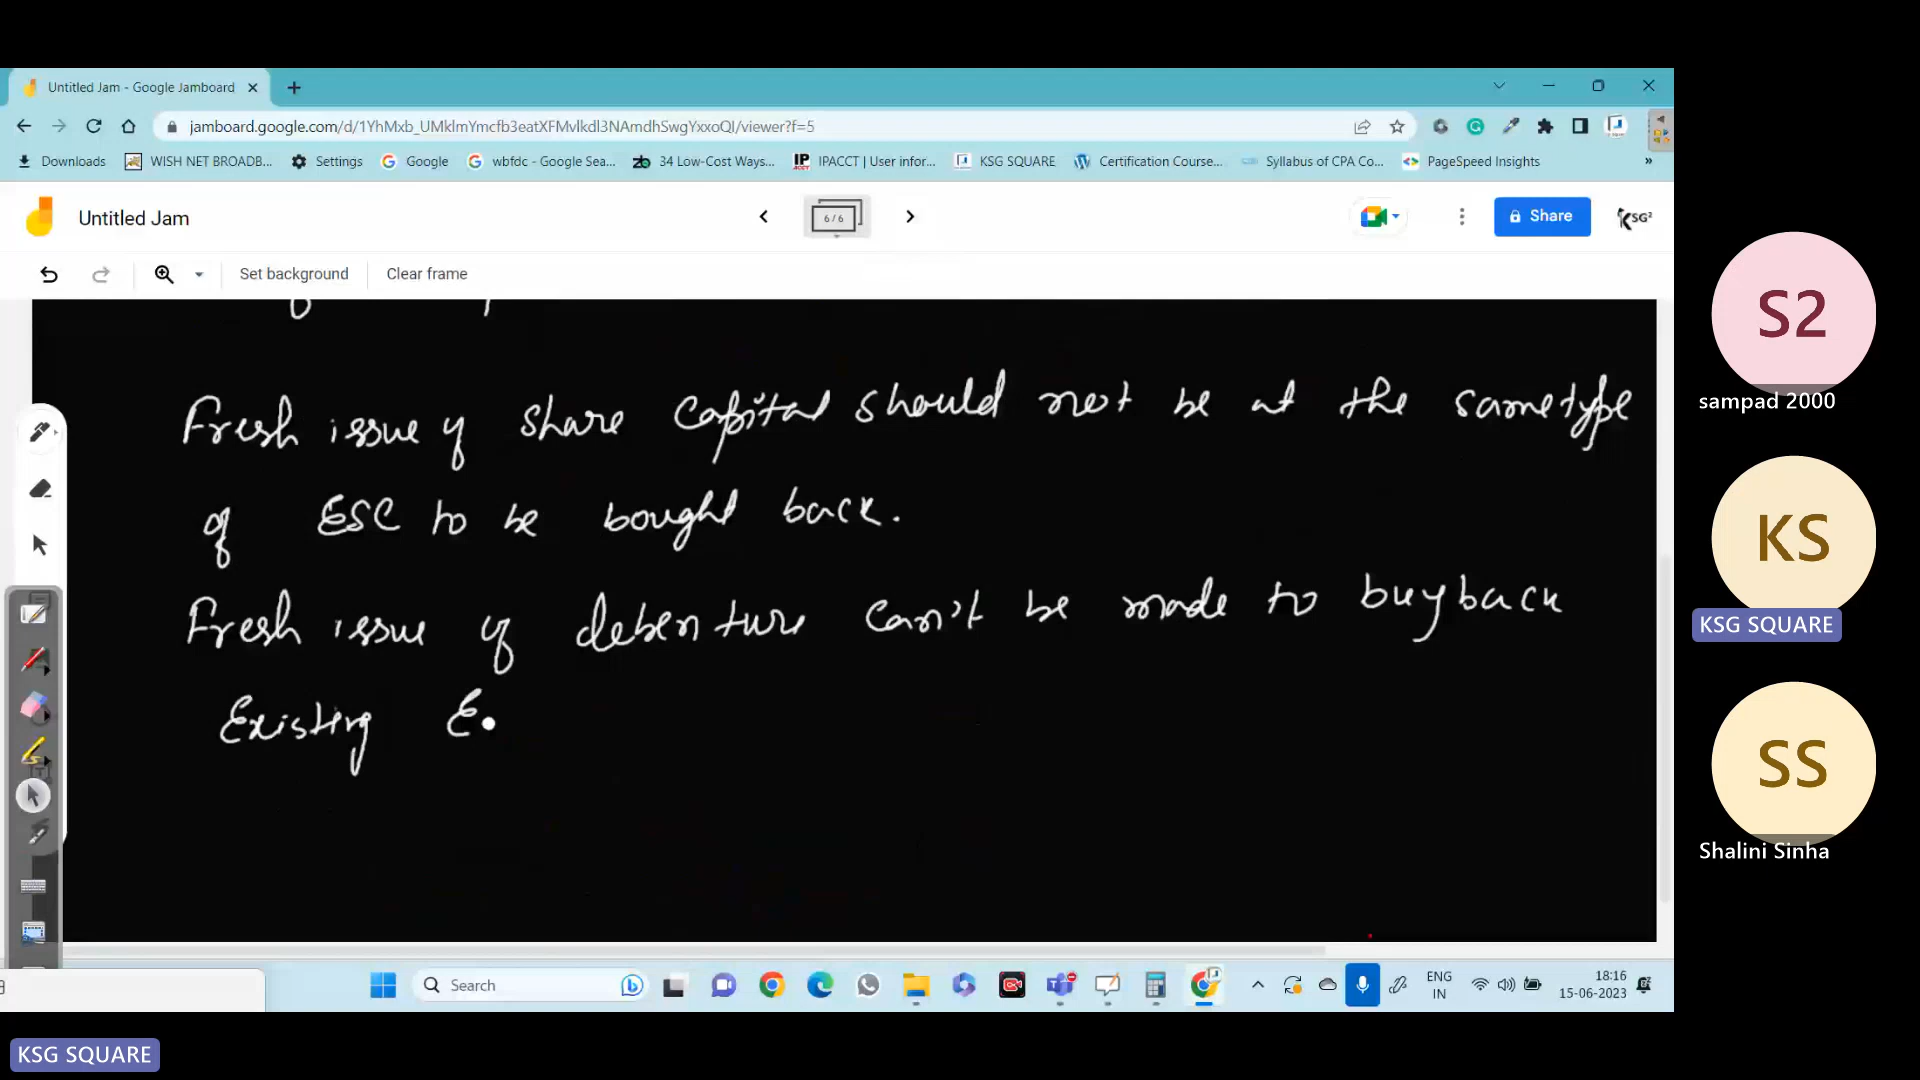 Untitled Jam - Google Jamboard
jamboard.google.com/d/1YhMxb_UMklmYmcfb3eatXFMvlkdl3NAmdhSwgYxxoQI/viewer?f=5
Downloads WISH NET BROADB... Settings Google wbfdc - Google Sea... 34 Low-Cost Ways... IPACCT | User infor... KSG SQUARE Certification Course... Syllabus of CPA Co... PageSpeed Insights »
Untitled Jam 6 / 6 Share KSG²
Set background Clear frame
Fresh issue of share capital should not be at the same type
of ESC to be bought back.
Fresh issue of debenture can't be made to buyback
Existing E
S2
sampad 2000
KS
KSG SQUARE
SS
Shalini Sinha
Search ENG 18:16
IN 15-06-2023
KSG SQUARE